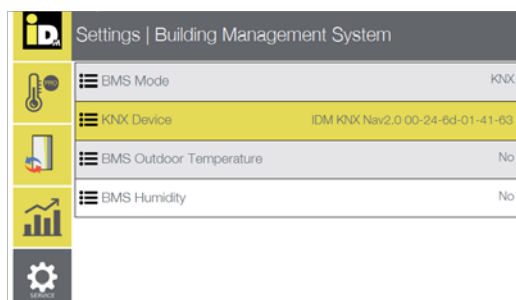 iDM
Settings | Building Management System
PRO
BMS Mode KNX
KNX Device IDM KNX Nav2.0 00-24-6d-01-41-63
BMS Outdoor Temperature No
BMS Humidity No
SERVICE